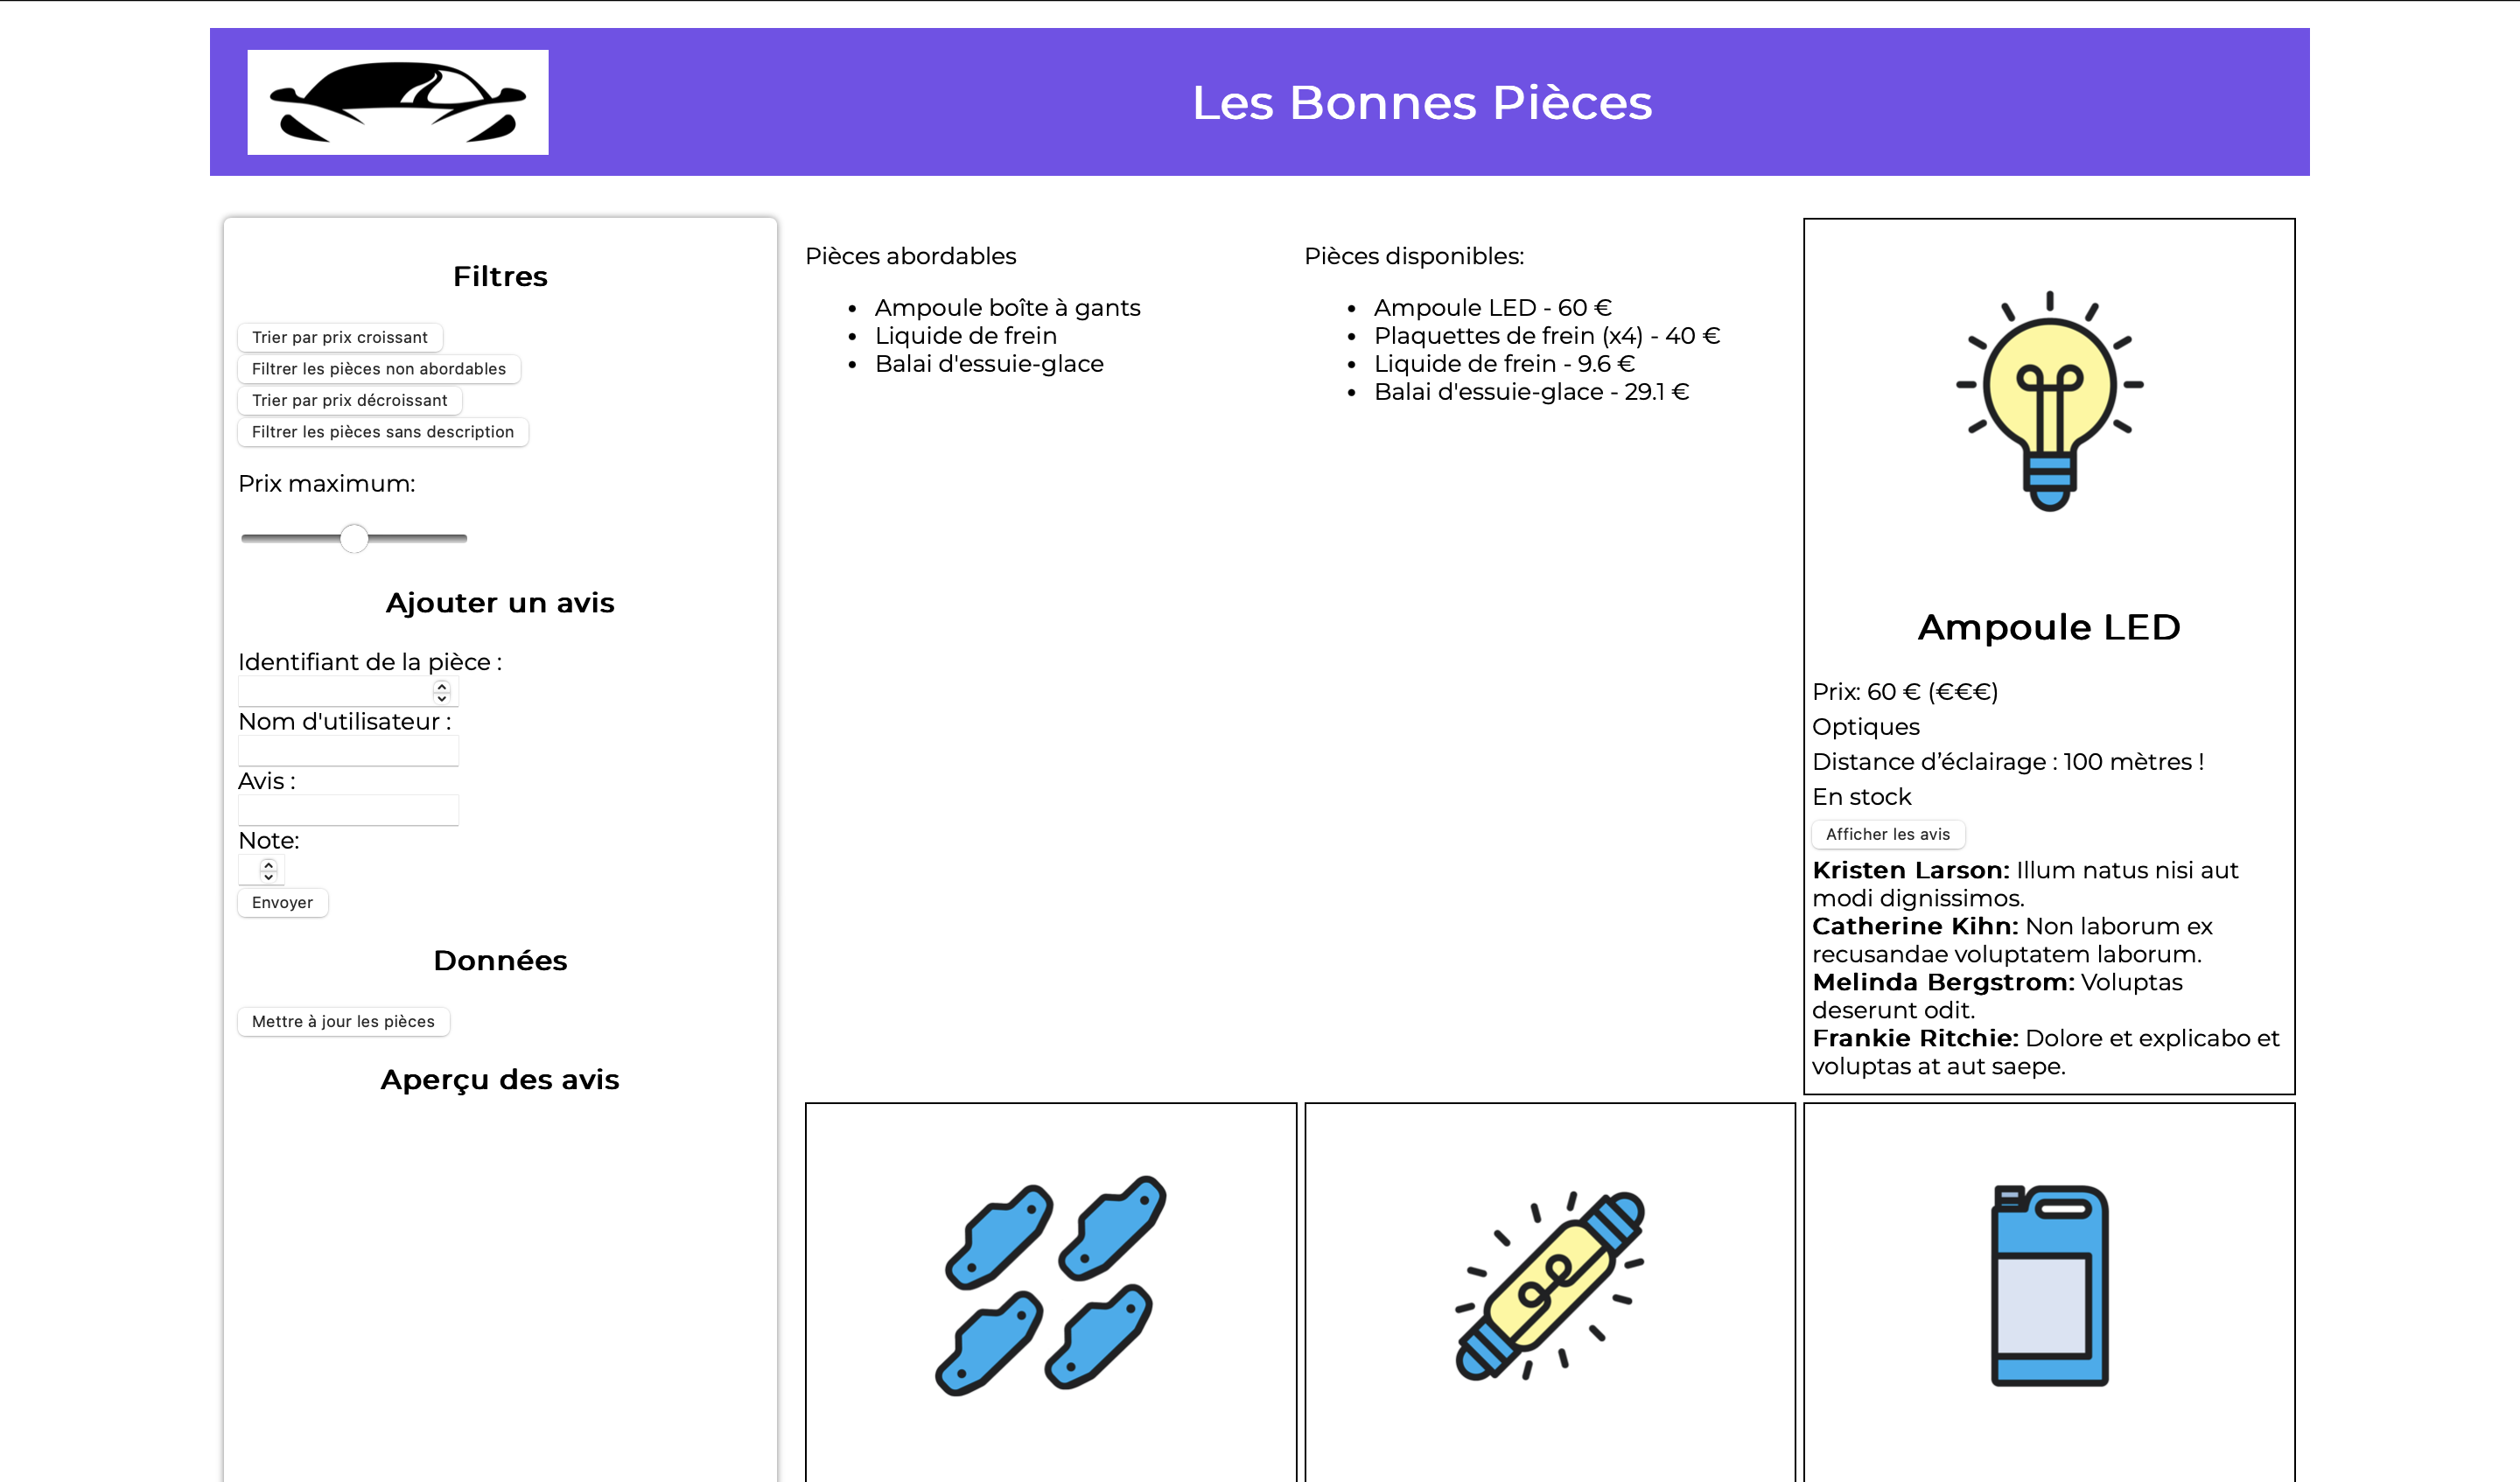 Les Bonnes Pièces
Filtres
Trier par prix croissant
Filtrer les pièces non abordables
Trier par prix décroissant
Filtrer les pièces sans description
Prix maximum:
Ajouter un avis
Identifiant de la pièce :
Nom d'utilisateur :
Avis :
Note:
Envoyer
Données
Mettre à jour les pièces
Aperçu des avis
Pièces abordables
• Ampoule boîte à gants
• Liquide de frein
• Balai d'essuie-glace
Pièces disponibles:
• Ampoule LED - 60 €
• Plaquettes de frein (x4) - 40 €
• Liquide de frein - 9.6 €
• Balai d'essuie-glace - 29.1 €
Ampoule LED
Prix: 60 € (€€€)
Optiques
Distance d’éclairage : 100 mètres !
En stock
Afficher les avis
Kristen Larson: Illum natus nisi aut
modi dignissimos.
Catherine Kihn: Non laborum ex
recusandae voluptatem laborum.
Melinda Bergstrom: Voluptas
deserunt odit.
Frankie Ritchie: Dolore et explicabo et
voluptas at aut saepe.